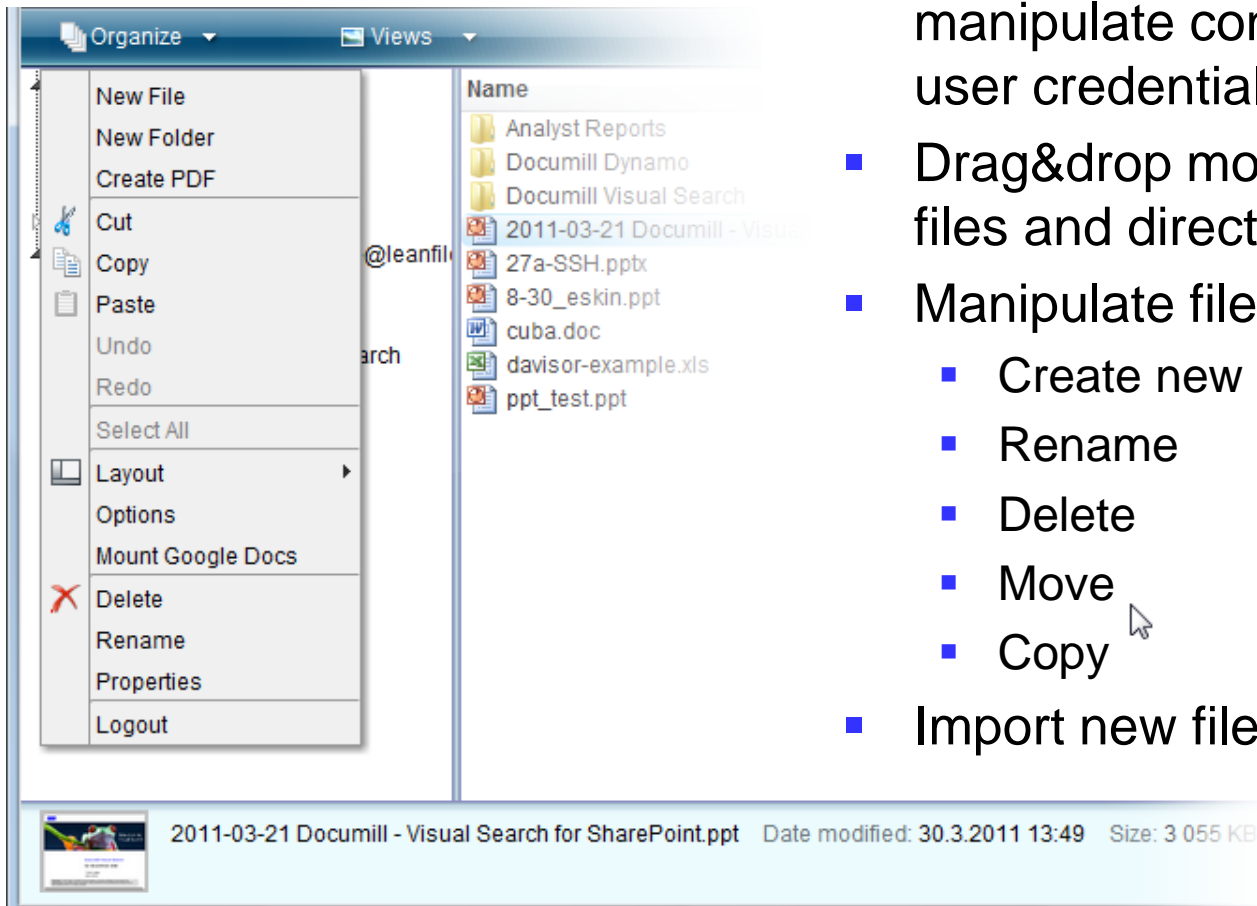 Organize Views
New File
New Folder
Create PDF
Cut
Copy
Paste
Undo
Redo
Select All
Layout
Options
Mount Google Docs
Delete
Rename
Properties
Logout
@leanfil
arch
Name
Analyst Reports
Documill Dynamo
Documill Visual Search
2011-03-21 Documill - Visua
27a-SSH.pptx
8-30_eskin.ppt
cuba.doc
davisor-example.xls
ppt_test.ppt
manipulate
user credential
Drag&drop mo
files and direct
Manipulate file
Create new
Rename
Delete
Move
Copy
Import new file
2011-03-21 Documill - Visual Search for SharePoint.ppt Date modified: 30.3.2011 13:49 Size: 3 055 KB